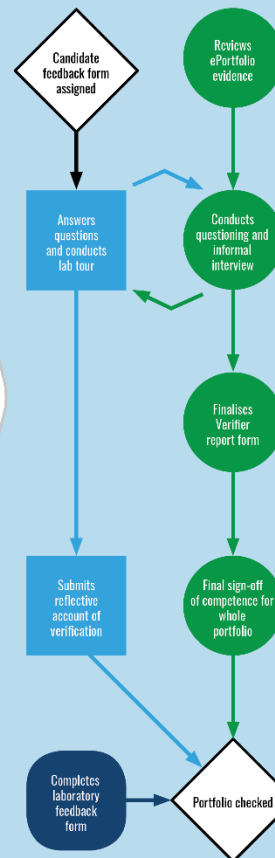 Candidate
feedback form
assigned
Reviews
ePortfolio
evidence
Answers
questions
and conducts
lab tour
Conducts
questioning and
informal
interview
Finalises
Verifier
report form
Submits
reflective
account of
verification
Final sign-off
of competence for
whole
portfolio
Completes
laboratory
feedback
form
Portfolio checked